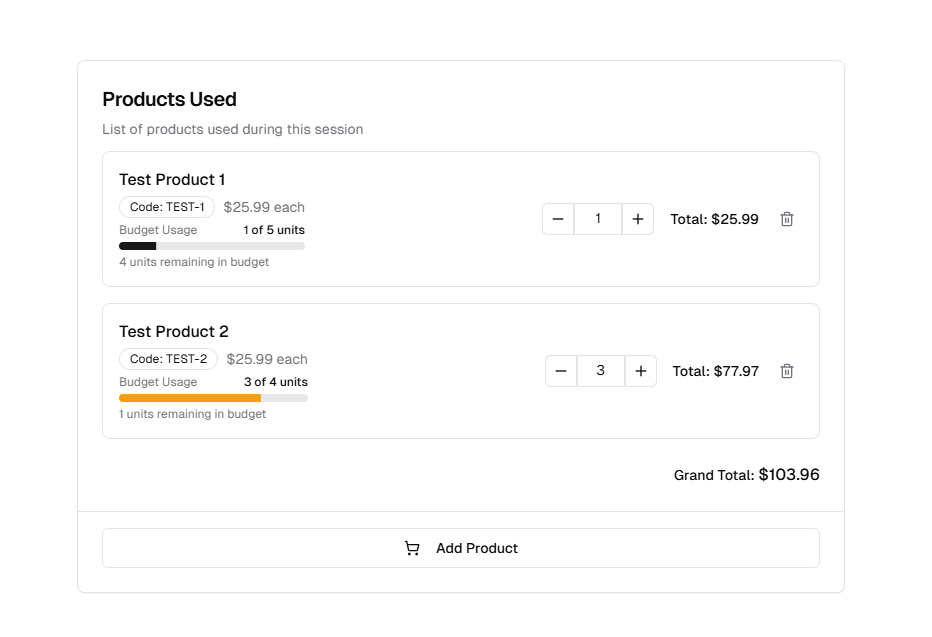 Products Used
List of products used during this session
Test Product 1
Code: TEST-1 $25.99 each
Budget Usage 1 of 5 units
4 units remaining in budget
1
Total: $25.99
Test Product 2
Code: TEST-2 $25.99 each
Budget Usage 3 of 4 units
1 units remaining in budget
3
Total: $77.97
Grand Total: $103.96
Add Product